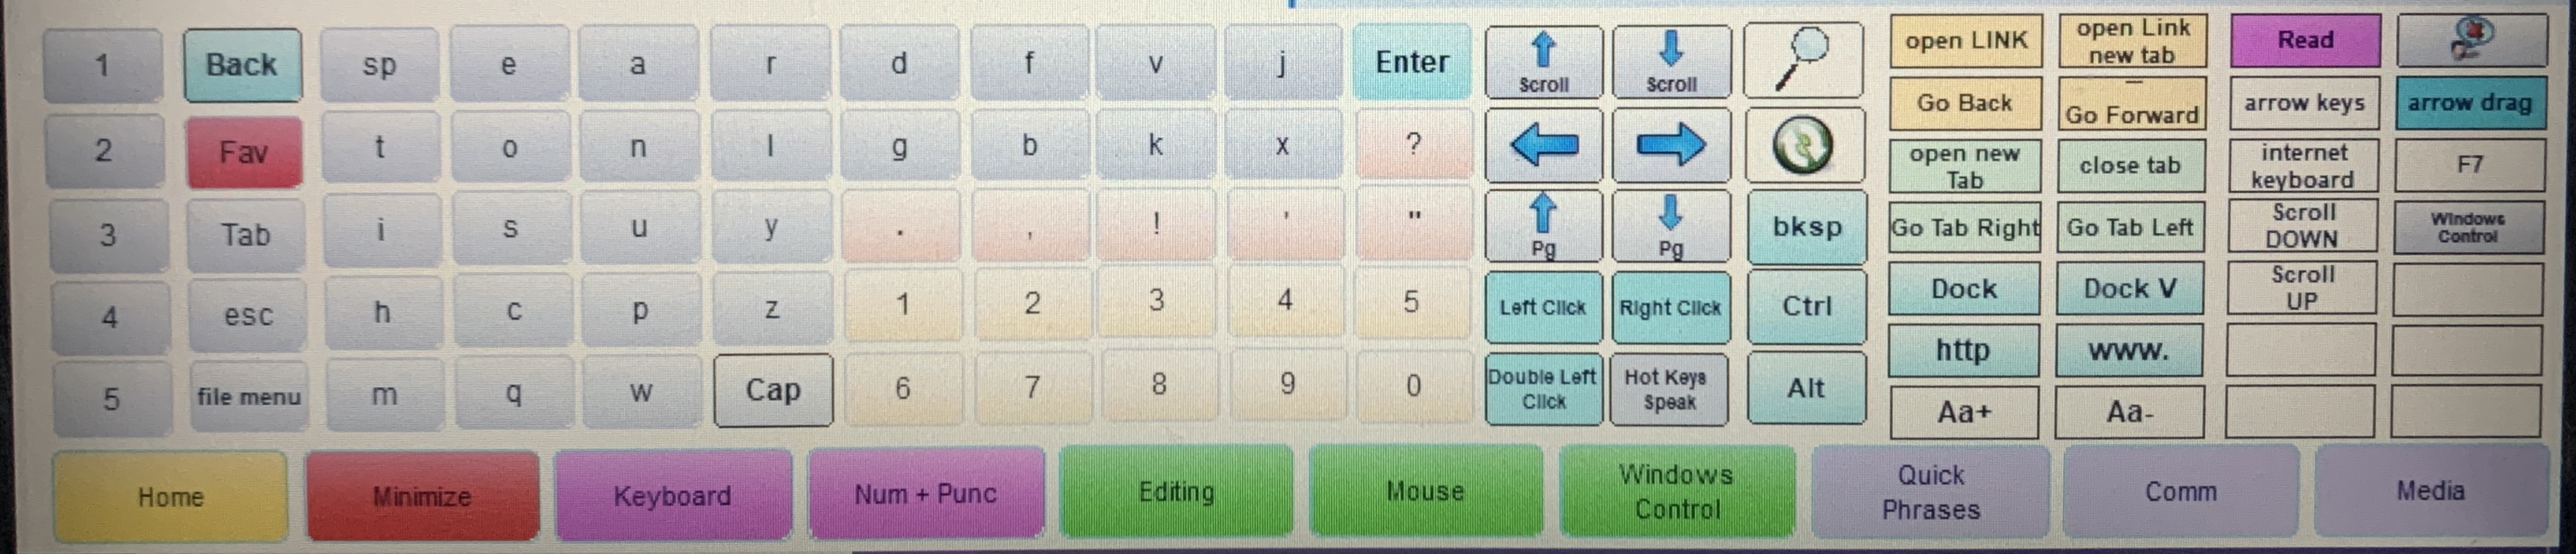 1 Back sp e a r d f v j Enter Scroll Scroll open LINK open Link new tab Read
2 Fav t o n l g b k x ? Go Back Go Forward arrow keys arrow drag
open new Tab close tab internet keyboard F7
3 Tab i s u y . , ! ' " Pg Pg bksp Go Tab Right Go Tab Left Scroll DOWN Windows Control
4 esc h c p z 1 2 3 4 5 Left Click Right Click Ctrl Dock Dock V Scroll UP
http www.
5 file menu m q w Cap 6 7 8 9 0 Double Left Click Hot Keys Speak Alt Aa+ Aa-
Home Minimize Keyboard Num + Punc Editing Mouse Windows Control Quick Phrases Comm Media